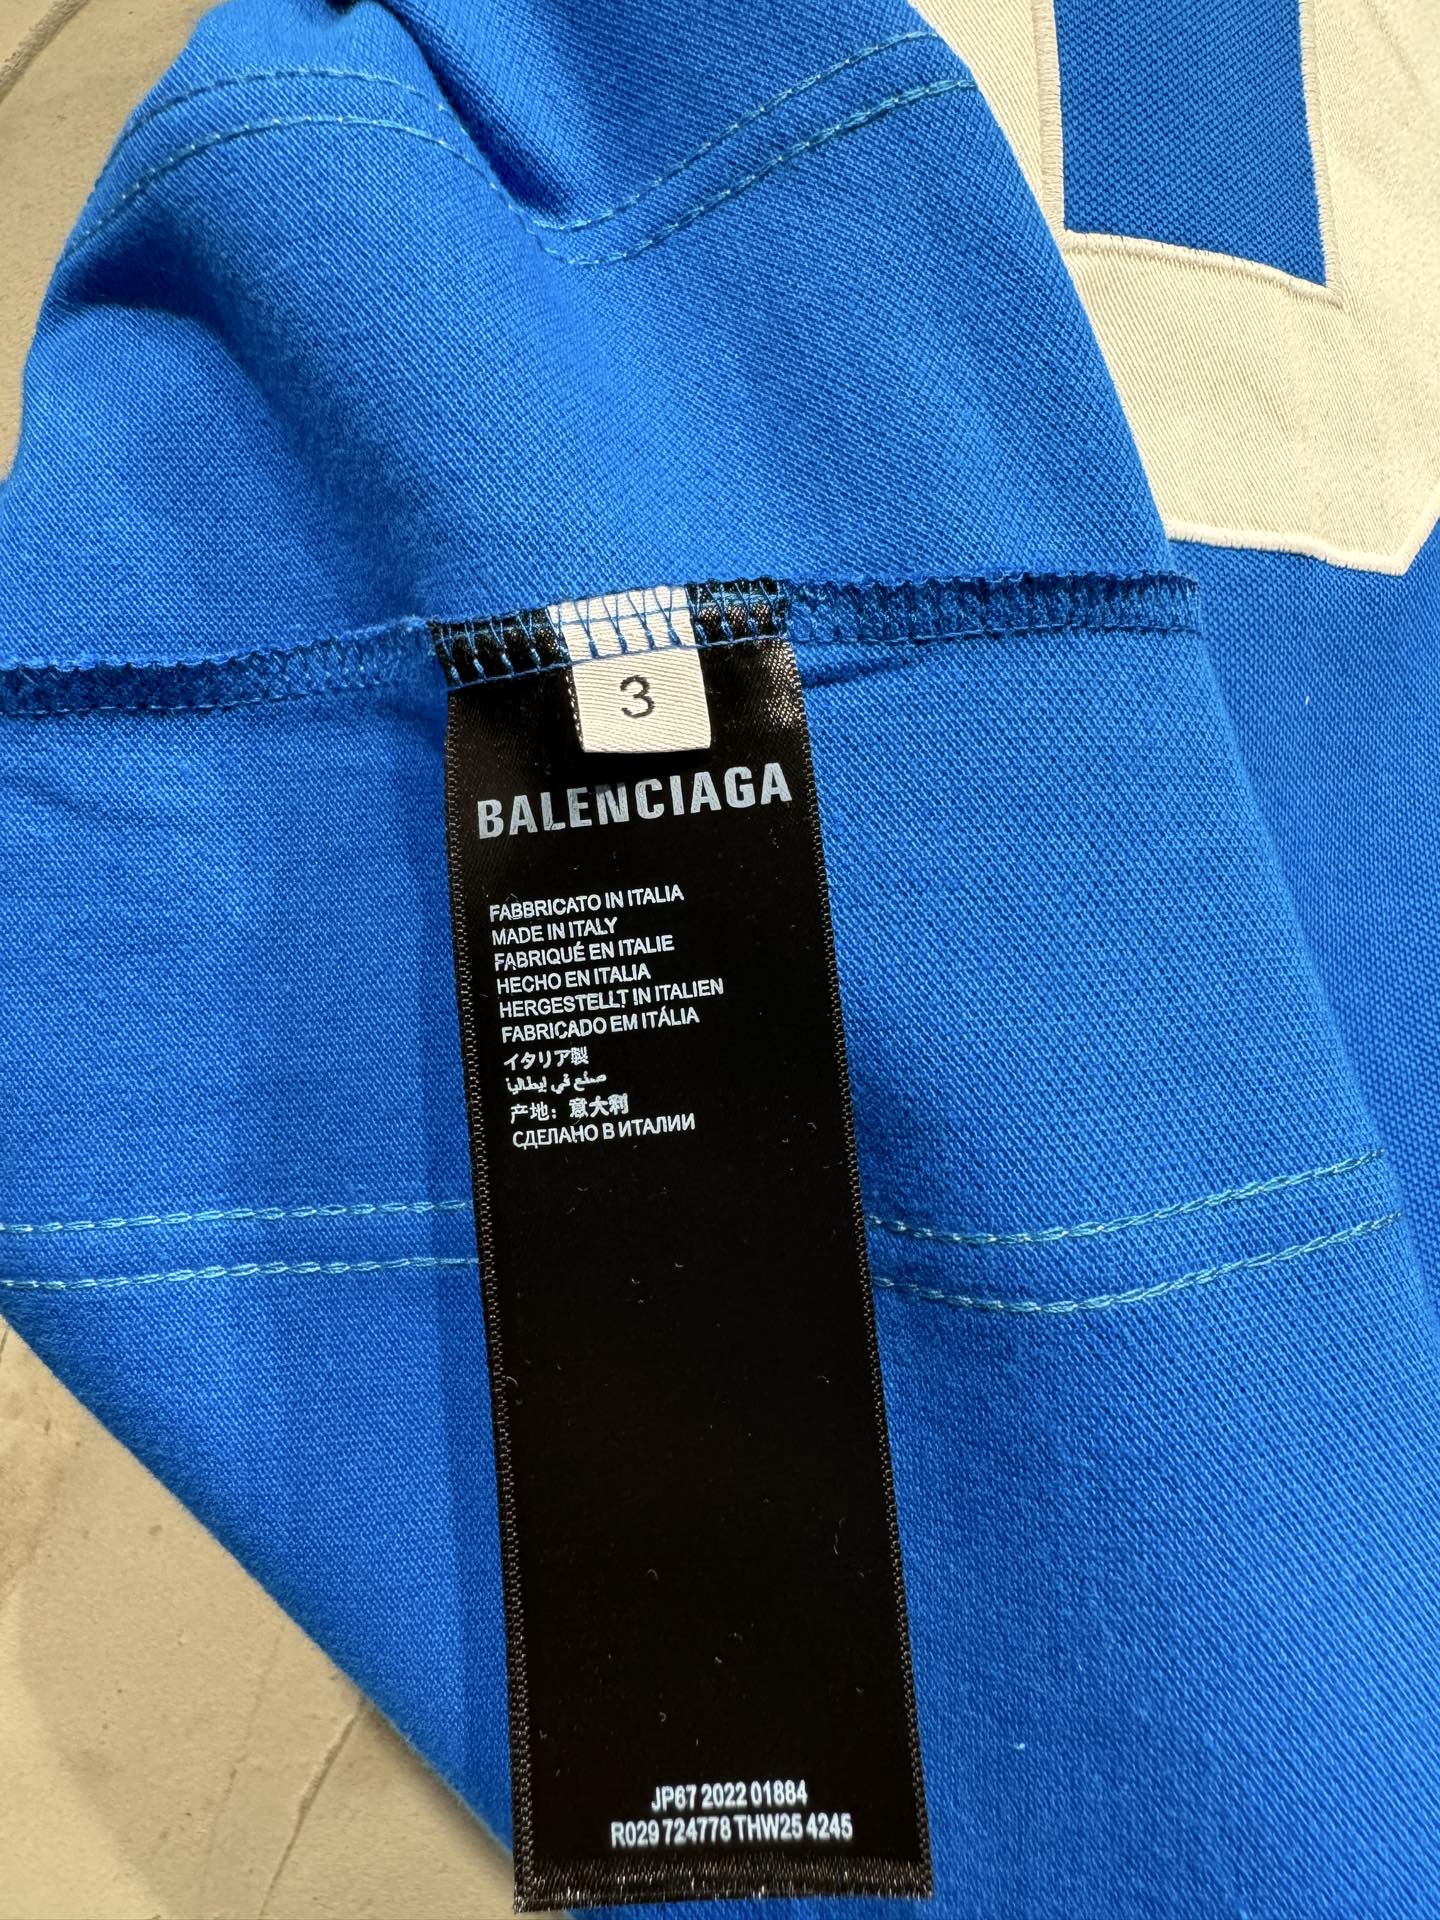 3
BALENCIAGA
FABBRICATO IN ITALIA
MADE IN ITALY
FABRIQUÉ EN ITALIE
HECHO EN ITALIA
HERGESTELLT IN ITALIEN
FABRICADO EM ITÁLIA
イタリア製
صنع في إيطاليا
产地：意大利
СДЕЛАНО В ИТАЛИИ
JP67 2022 01884
R029 724778 THW25 4245